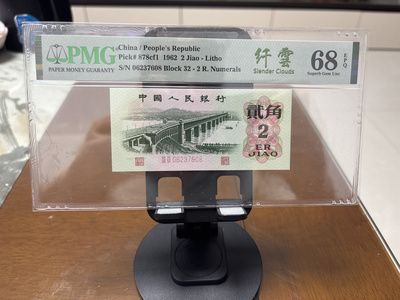 PMG
PAPER MONEY GUARANTY
China / People's Republic
Pick# 878cf1 1962 2 Jiao - Litho
S/N 06237608 Block 32 - 2 R. Numerals
纤雲
Slender Clouds
68 EPQ
Superb Gem Unc
中國人民銀行
貳角
2
ER
JIAO
06237608